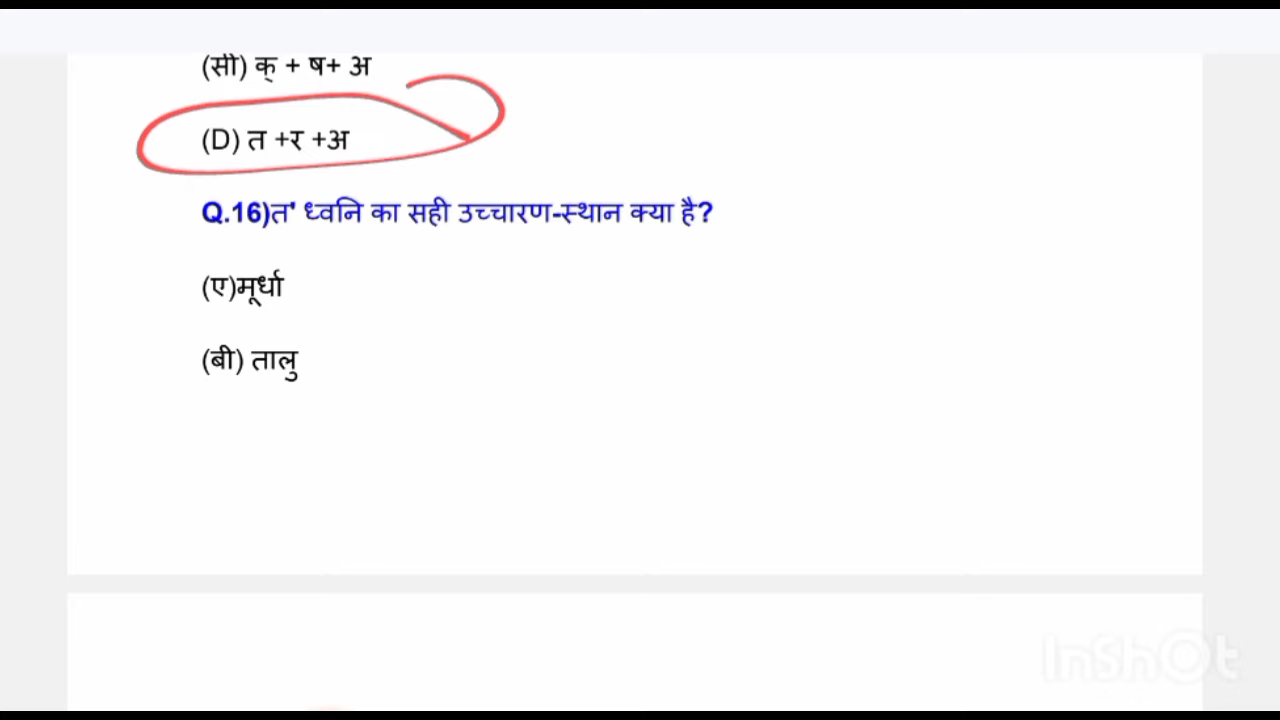 (सी) क् + ष+ अ
(D) त +र +अ
Q.16)त' ध्वनि का सही उच्चारण-स्थान क्या है?
(ए)मूर्धा
(बी) तालु
InShOt